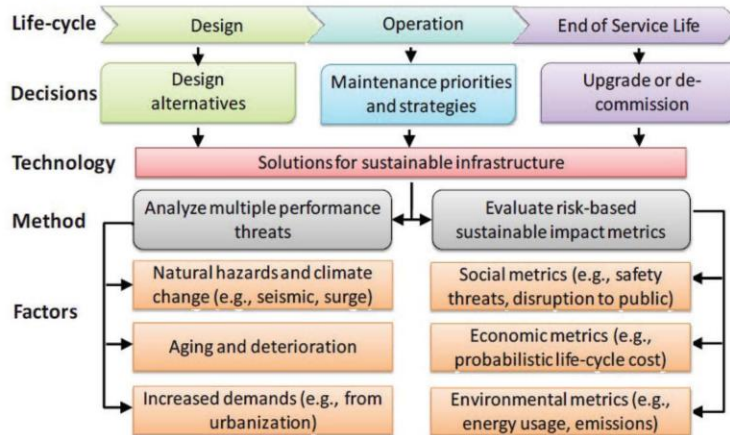 Life-cycle
Design
Operation
End of Service Life
Decisions
Design
alternatives
Maintenance priorities
and strategies
Upgrade or de-
commission
Technology
Solutions for sustainable infrastructure
Method
Analyze multiple performance
threats
Evaluate risk-based
sustainable impact metrics
Factors
Natural hazards and climate
change (e.g., seismic, surge)
Aging and deterioration
Increased demands (e.g., from
urbanization)
Social metrics (e.g., safety
threats, disruption to public)
Economic metrics (e.g.,
probabilistic life-cycle cost)
Environmental metrics (e.g.,
energy usage, emissions)